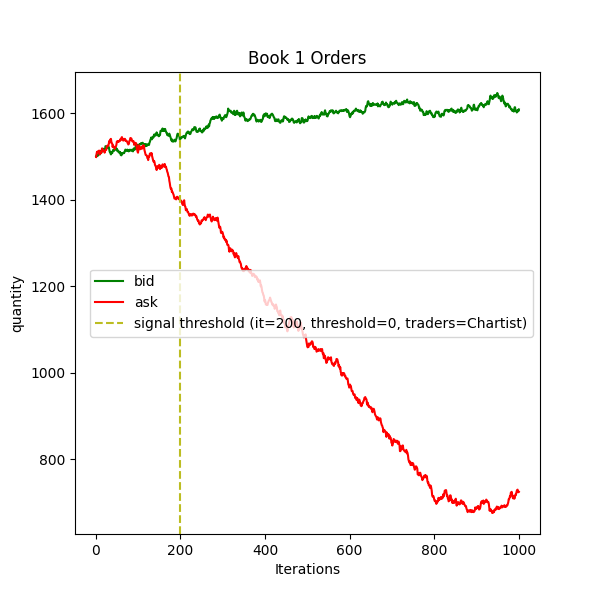 Book 1 Orders
1600
1400
1200
1000
800
quantity
bid
ask
signal threshold (it=200, threshold=0, traders=Chartist)
0 200 400 600 800 1000
Iterations